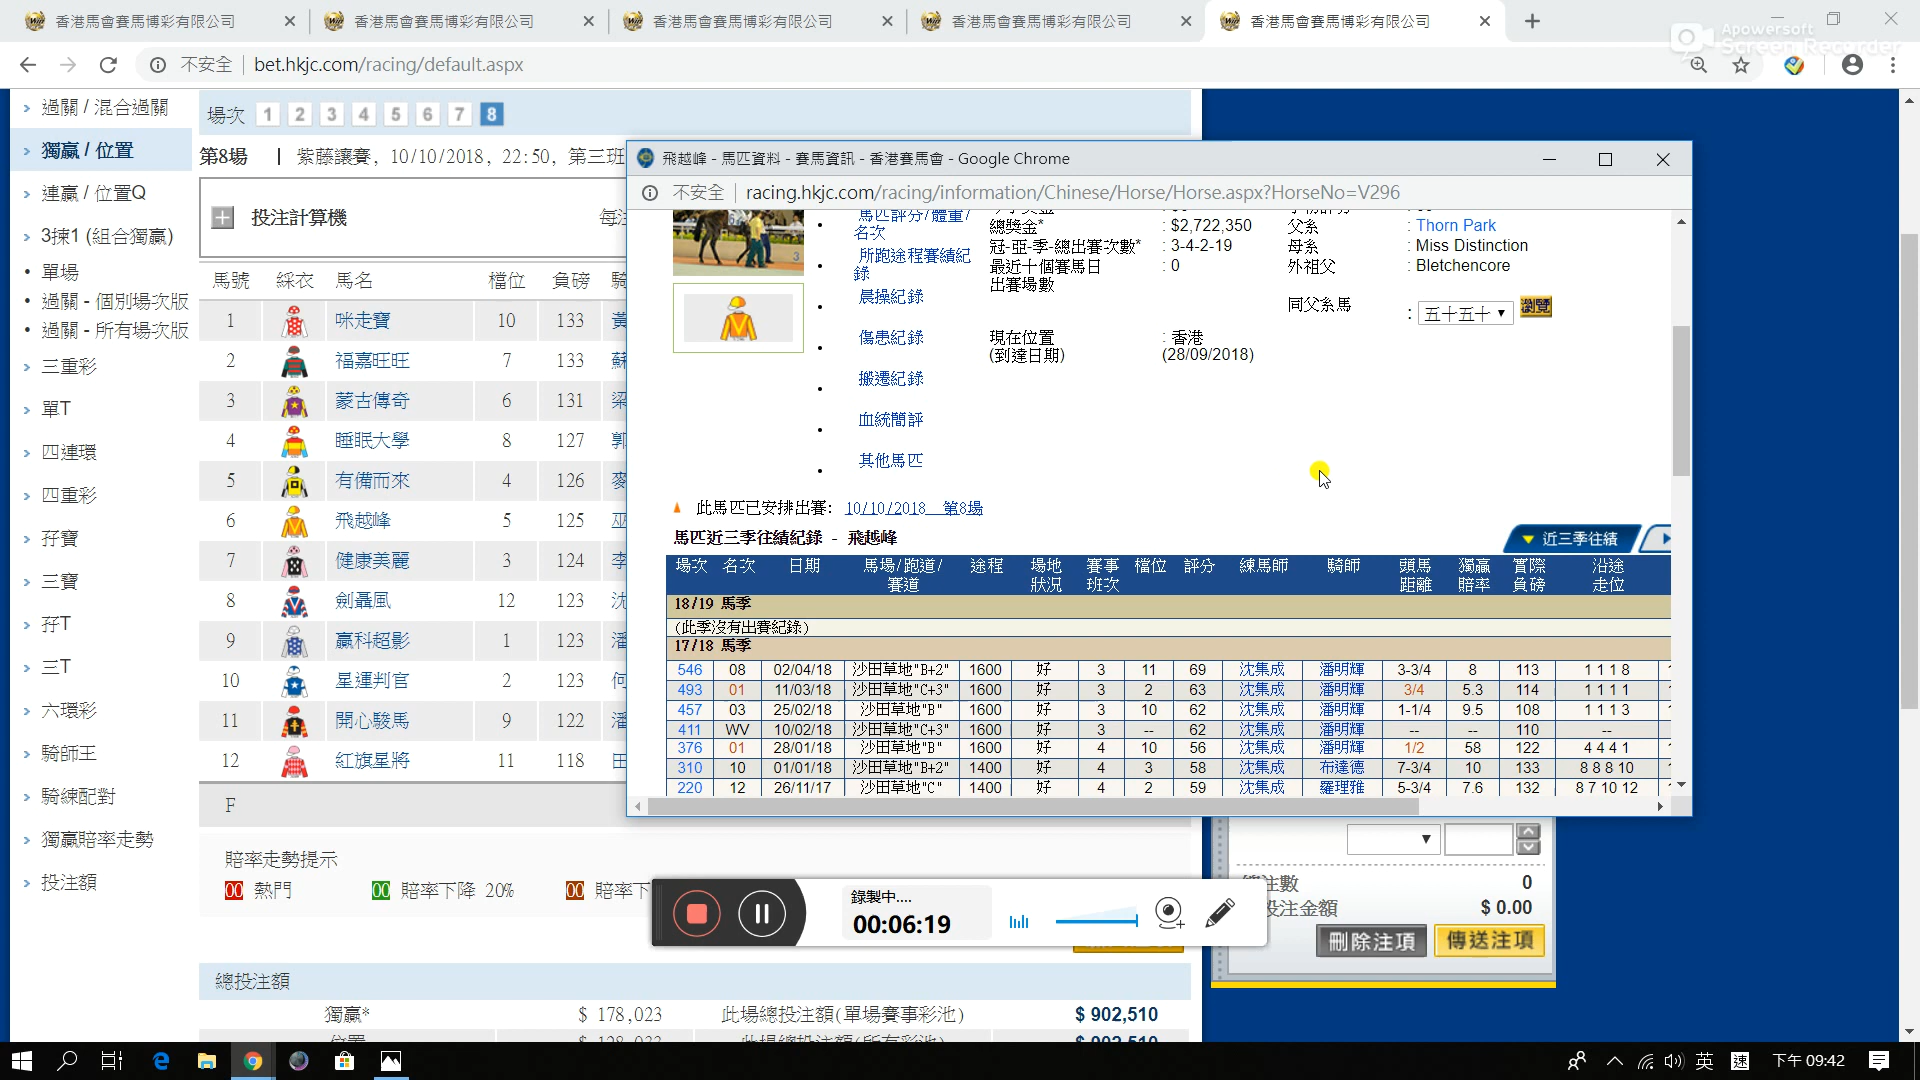 香港馬會賽馬博彩有限公司 香港馬會賽馬博彩有限公司 香港馬會賽馬博彩有限公司 香港馬會賽馬博彩有限公司 香港馬會賽馬博彩有限公司
Apowersoft
Screen Recorder
不安全 bet.hkjc.com/racing/default.aspx
過關 / 混合過關
獨贏 / 位置
連贏 / 位置Q
3揀1 (組合獨贏)
單場
過關 - 個別場次版
過關 - 所有場次版
三重彩
單T
四連環
四重彩
孖寶
三寶
孖T
三T
六環彩
騎師王
騎練配對
獨贏賠率走勢
投注額
場次 1 2 3 4 5 6 7 8
第8場 | 紫藤讓賽, 10/10/2018, 22:50, 第三班
投注計算機 每注
馬號 綵衣 馬名 檔位 負磅 騎
1 咪走寶 10 133 黃
2 福嘉旺旺 7 133 蘇
3 蒙古傳奇 6 131 梁
4 睡眠大學 8 127 郭
5 有備而來 4 126 麥
6 飛越峰 5 125 巫
7 健康美麗 3 124 李
8 劍聶風 12 123 沈
9 贏科超影 1 123 潘
10 星運判官 2 123 何
11 開心駿馬 9 122 潘
12 紅旗星將 11 118 田
F
賠率走勢提示
00 熱門 00 賠率下降 20% 00 賠率下
總投注額
獨贏* $ 178,023 此場總投注額(單場賽事彩池) $ 902,510
飛越峰 - 馬匹資料 - 賽馬資訊 - 香港賽馬會 - Google Chrome
不安全 racing.hkjc.com/racing/information/Chinese/Horse/Horse.aspx?HorseNo=V296
馬匹評分/體重/
名次
所跑途程賽績紀
錄
晨操紀錄
傷患紀錄
搬遷紀錄
血統簡評
其他馬匹
總獎金* : $2,722,350
冠-亞-季-總出賽次數* : 3-4-2-19
最近十個賽馬日
出賽場數 : 0
現在位置
(到達日期) : 香港
(28/09/2018)
父系 : Thorn Park
母系 : Miss Distinction
外祖父 : Bletchencore
同父系馬 : 五十五十 瀏覽
此馬匹已安排出賽: 10/10/2018 第8場
馬匹近三季往績紀錄 - 飛越峰
近三季往績
場次 名次 日期 馬場/跑道/賽道 途程 場地狀況 賽事班次 檔位 評分 練馬師 騎師 頭馬距離 獨贏賠率 實際負磅 沿途走位
18/19 馬季
(此季沒有出賽紀錄)
17/18 馬季
546 08 02/04/18 沙田草地"B+2" 1600 好 3 11 69 沈集成 潘明輝 3-3/4 8 113 1 1 1 8
493 01 11/03/18 沙田草地"C+3" 1600 好 3 2 63 沈集成 潘明輝 3/4 5.3 114 1 1 1 1
457 03 25/02/18 沙田草地"B" 1600 好 3 10 62 沈集成 潘明輝 1-1/4 9.5 108 1 1 1 3
411 WV 10/02/18 沙田草地"C+3" 1600 好 3 -- 62 沈集成 潘明輝 -- -- 110 --
376 01 28/01/18 沙田草地"B" 1600 好 4 10 56 沈集成 潘明輝 1/2 58 122 4 4 4 1
310 10 01/01/18 沙田草地"B+2" 1400 好 4 3 58 沈集成 布達德 7-3/4 10 133 8 8 8 10
220 12 26/11/17 沙田草地"C" 1400 好 4 2 59 沈集成 羅理雅 5-3/4 7.6 132 8 7 10 12
錄製中....
00:06:19
注數 0
投注金額 $ 0.00
刪除注項 傳送注項
英 速 下午 09:42